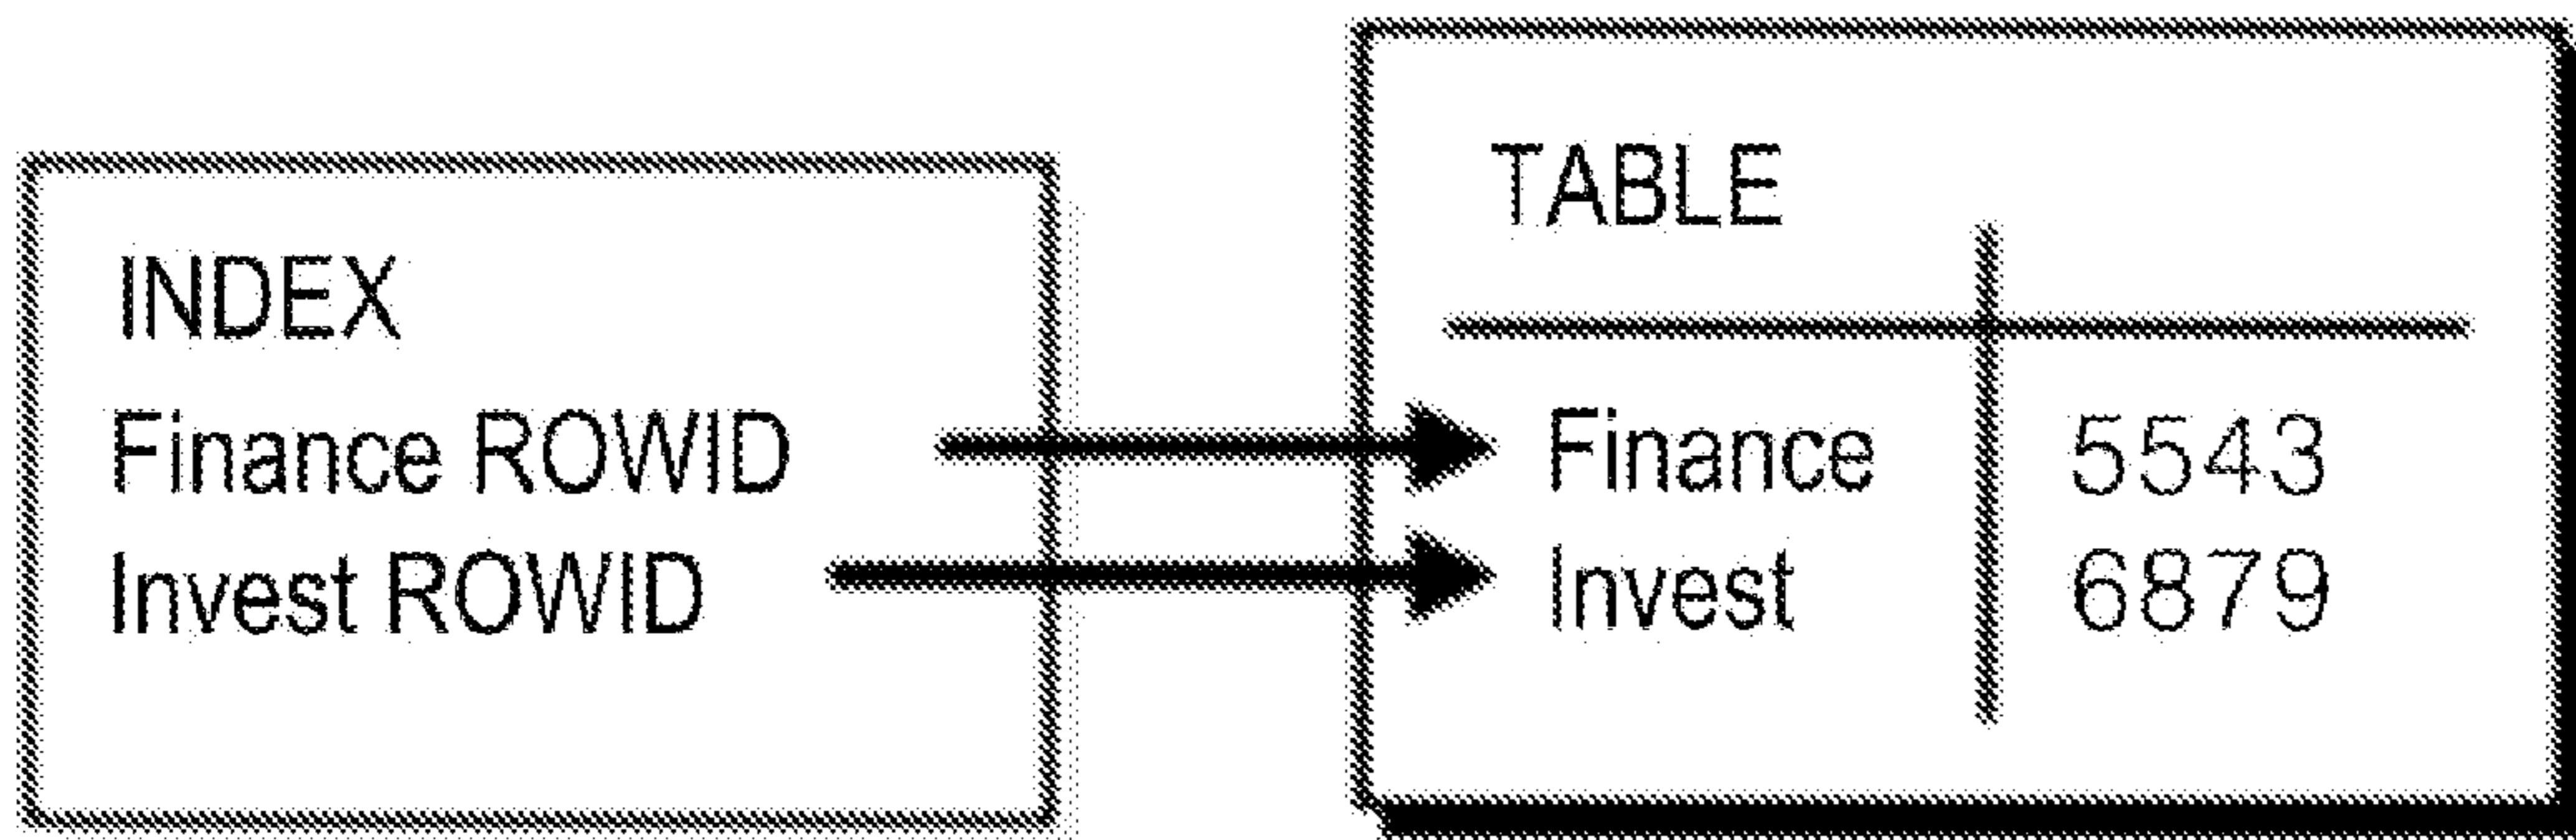 INDEX
Finance ROWID
Invest ROWID
TABLE
Finance 5543
Invest 6879